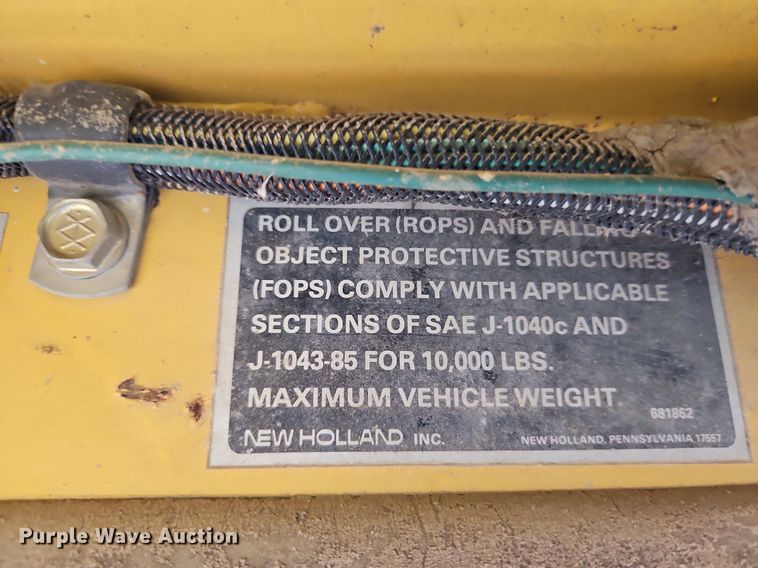 ROLL OVER (ROPS) AND FALLING
OBJECT PROTECTIVE STRUCTURES
(FOPS) COMPLY WITH APPLICABLE
SECTIONS OF SAE J-1040c AND
J-1043-85 FOR 10,000 LBS.
MAXIMUM VEHICLE WEIGHT.
681862
NEW HOLLAND INC. NEW HOLLAND, PENNSYLVANIA 17557
Purple Wave Auction